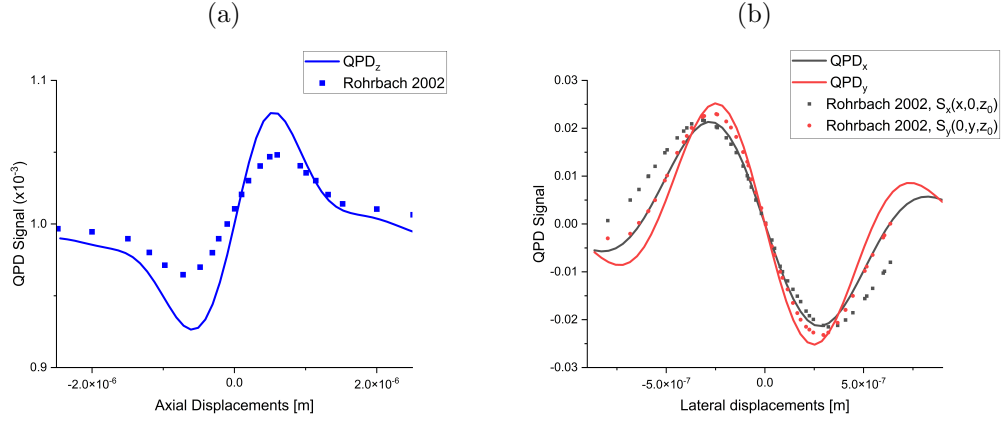 (a)
QPDz
Rohrbach 2002
1.1
1.0
0.9
QPD Signal (x10⁻³)
-2.0x10⁻⁶
0.0
2.0x10⁻⁶
Axial Displacements [m]
(b)
QPDx
QPDy
Rohrbach 2002, Sx(x,0,z₀)
Rohrbach 2002, Sy(0,y,z₀)
0.03
0.02
0.01
0.00
-0.01
-0.02
-0.03
QPD Signal
-5.0x10⁻⁷
0.0
5.0x10⁻⁷
Lateral displacements [m]